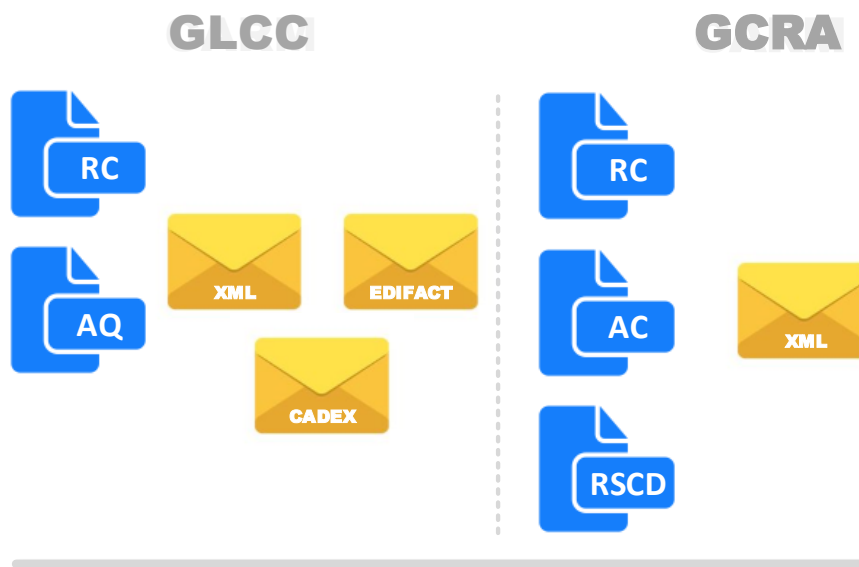 GLCC
RC
AQ
XML
EDIFACT
CADEX
GCRA
RC
AC
RSCD
XML